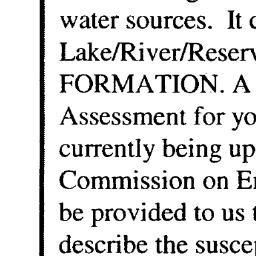 water sources. It
Lake/River/Reserv
FORMATION. A
Assessment for yo
currently being up
Commission on En
be provided to us t
describe the suscep